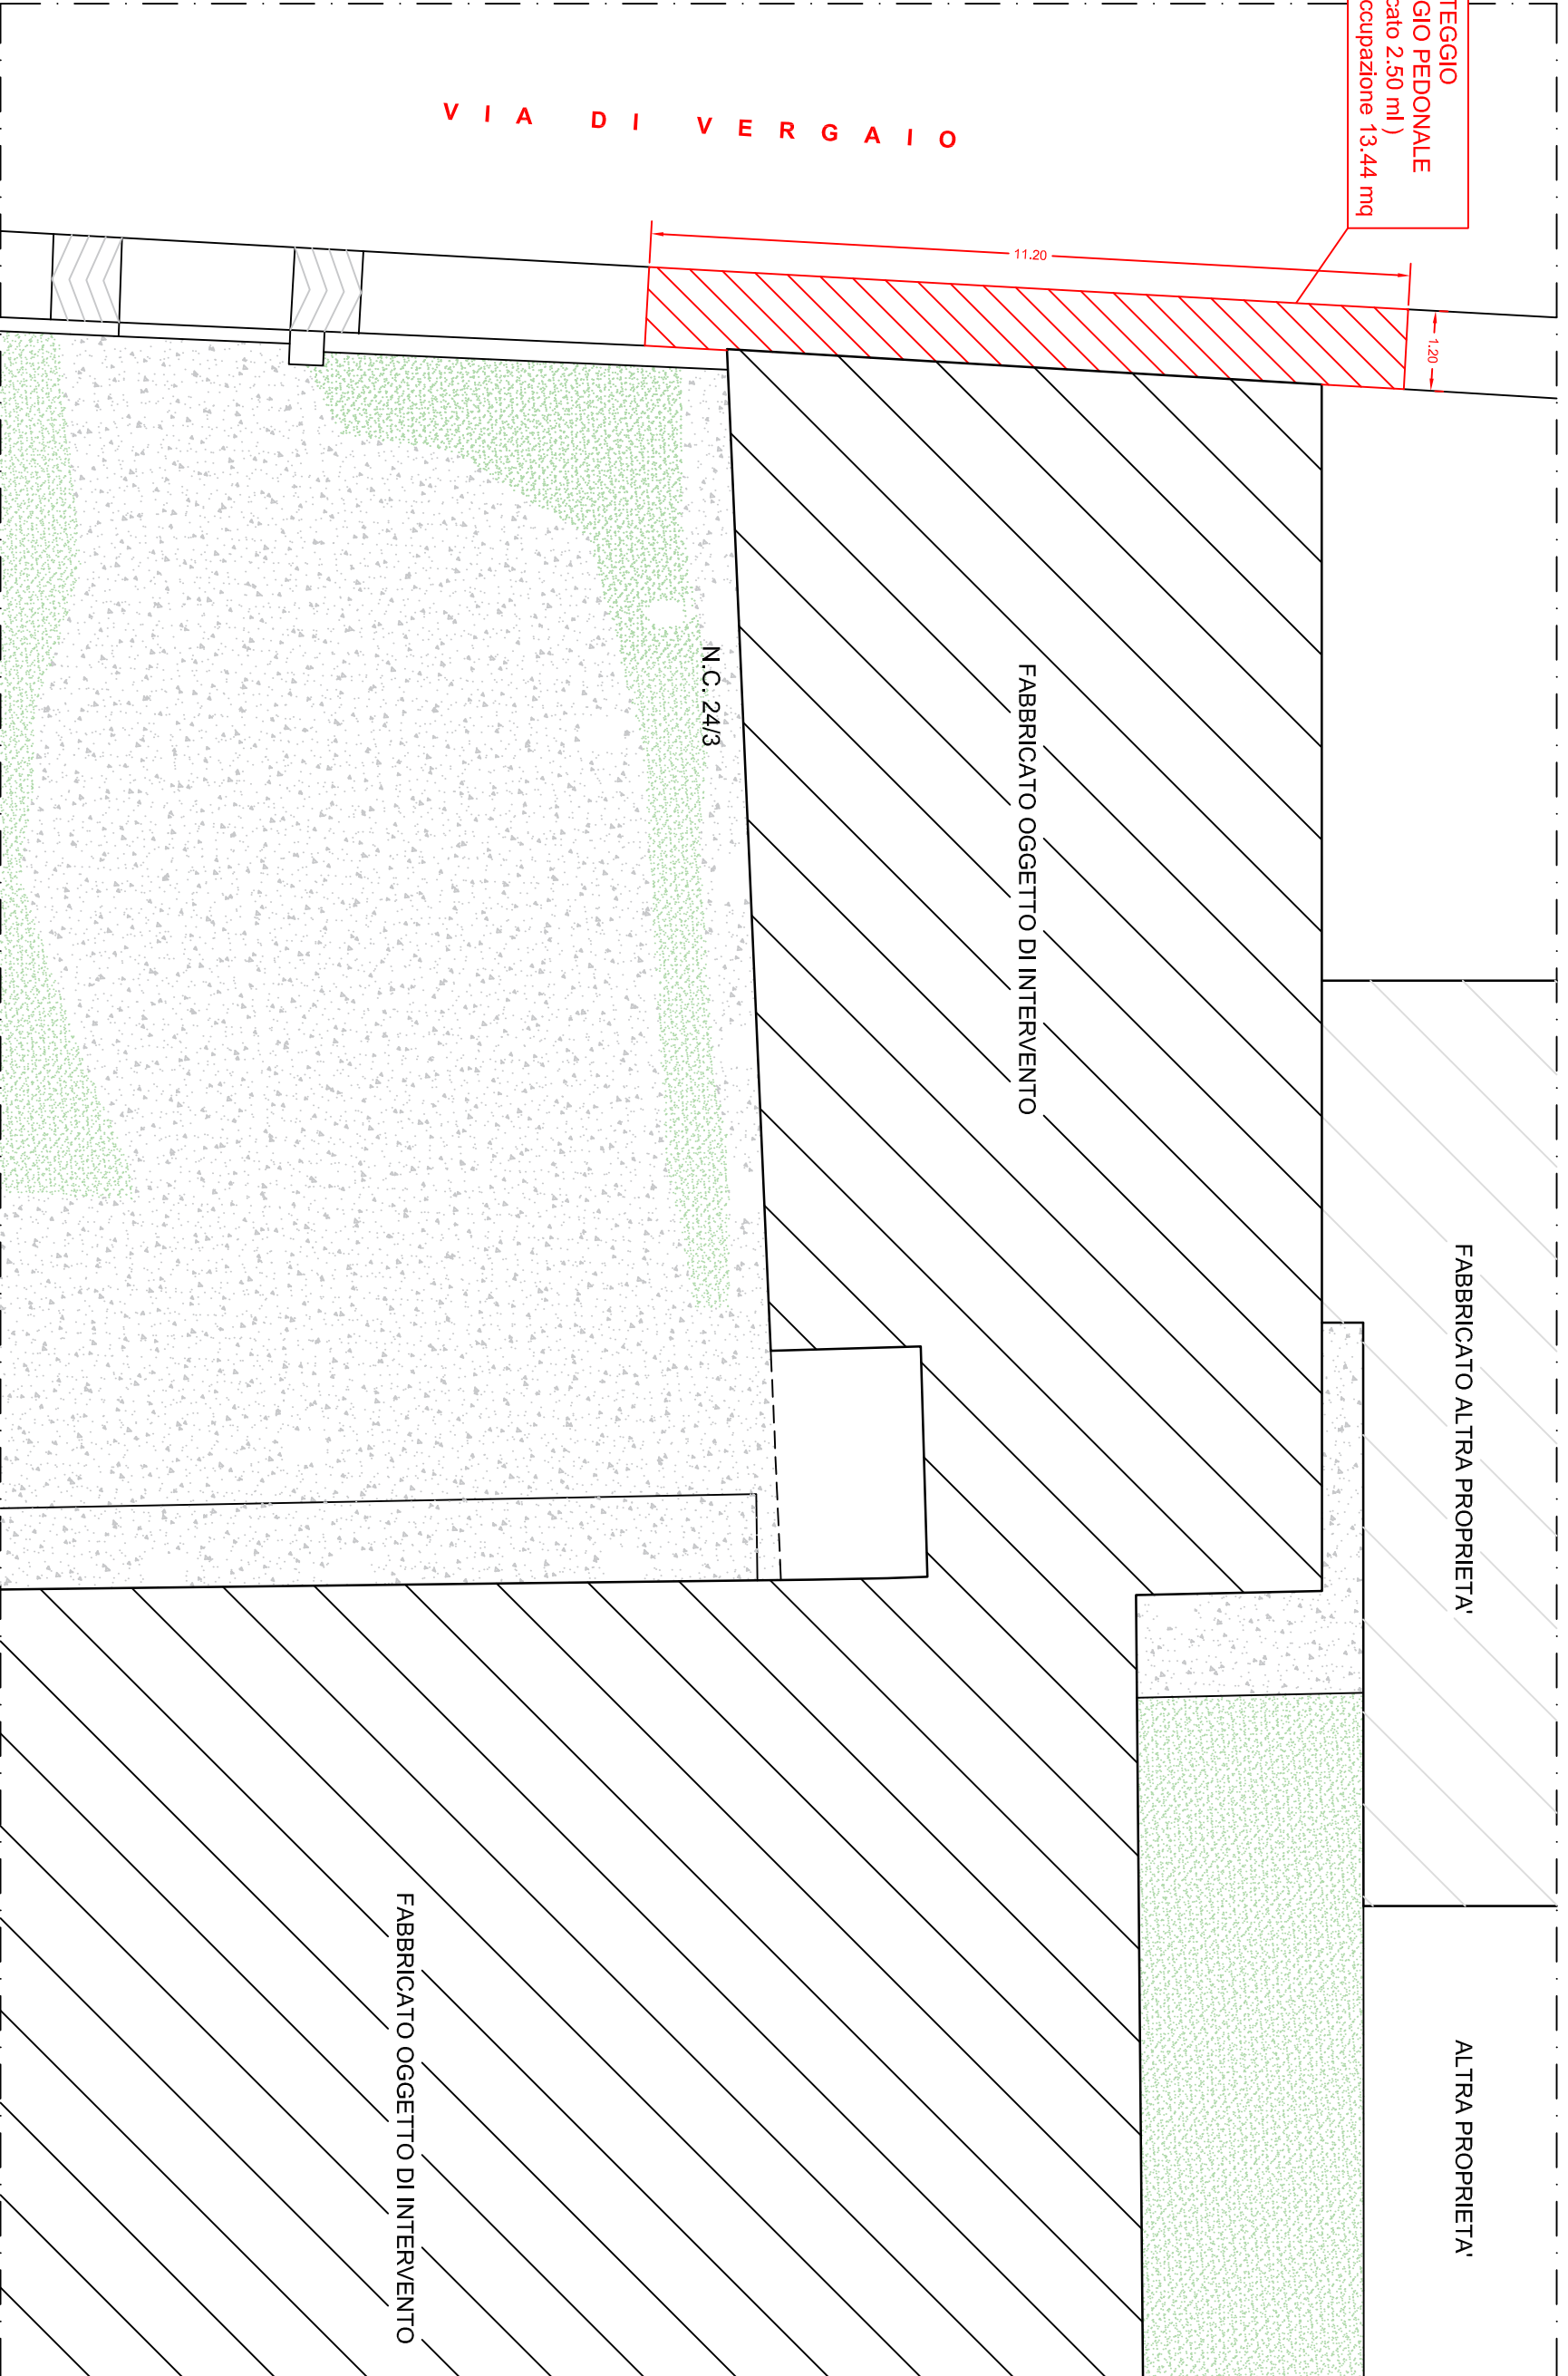 TEGGIO
GIO PEDONALE
cato 2.50 ml )
ccupazione 13.44 mq
VIA DI VERGAIO
11.20
1.20
N.C. 24/3
FABBRICATO OGGETTO DI INTERVENTO
FABBRICATO ALTRA PROPRIETA'
FABBRICATO OGGETTO DI INTERVENTO
ALTRA PROPRIETA'